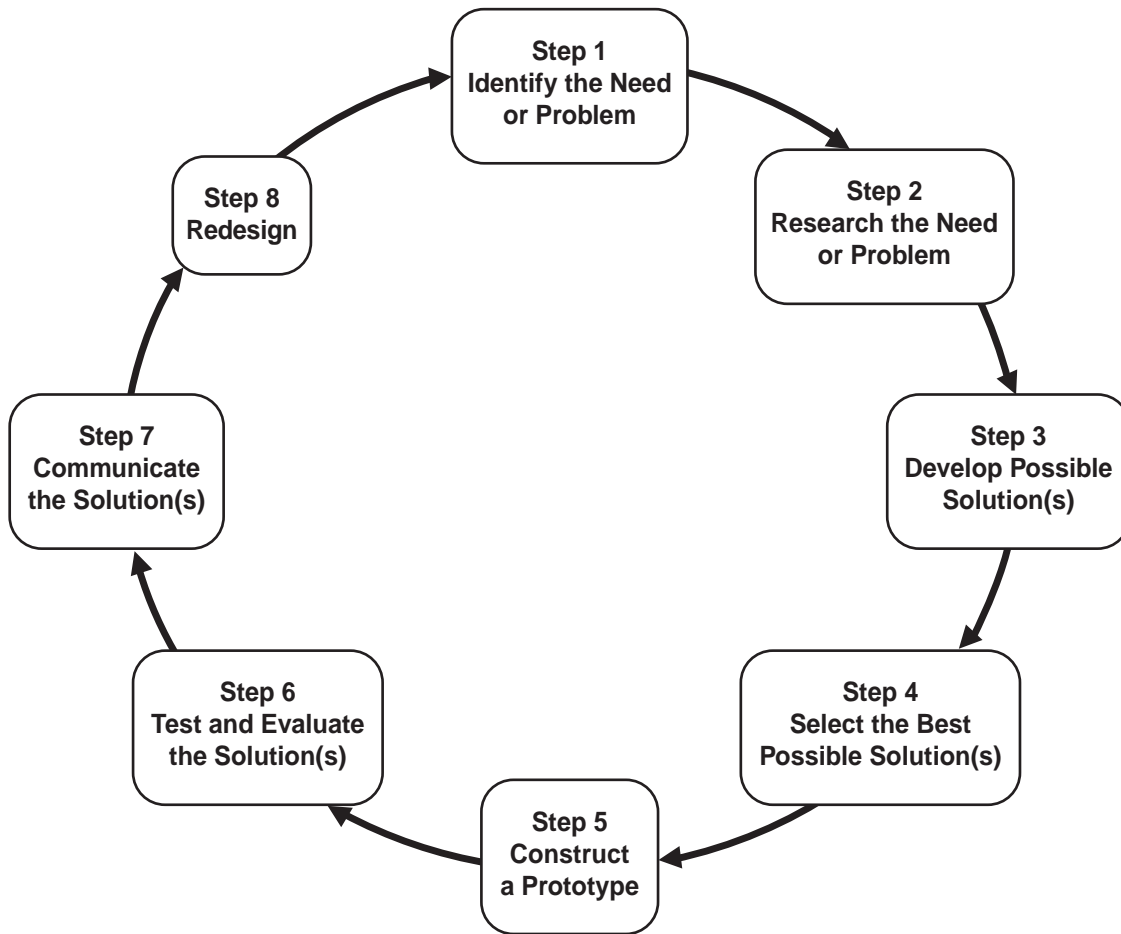 Step 1
Identify the Need
or Problem
Step 2
Research the Need
or Problem
Step 3
Develop Possible
Solution(s)
Step 4
Select the Best
Possible Solution(s)
Step 5
Construct
a Prototype
Step 6
Test and Evaluate
the Solution(s)
Step 7
Communicate
the Solution(s)
Step 8
Redesign